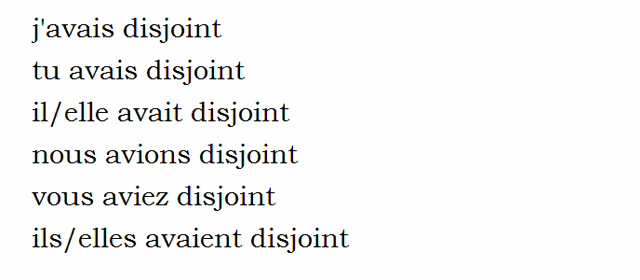 j'avais disjoint
tu avais disjoint
il/elle avait disjoint
nous avions disjoint
vous aviez disjoint
ils/elles avaient disjoint